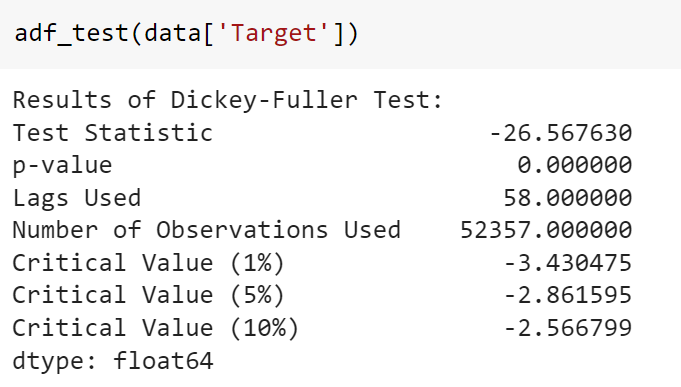 adf_test(data['Target'])
Results of Dickey-Fuller Test:
Test Statistic -26.567630
p-value 0.000000
Lags Used 58.000000
Number of Observations Used 52357.000000
Critical Value (1%) -3.430475
Critical Value (5%) -2.861595
Critical Value (10%) -2.566799
dtype: float64